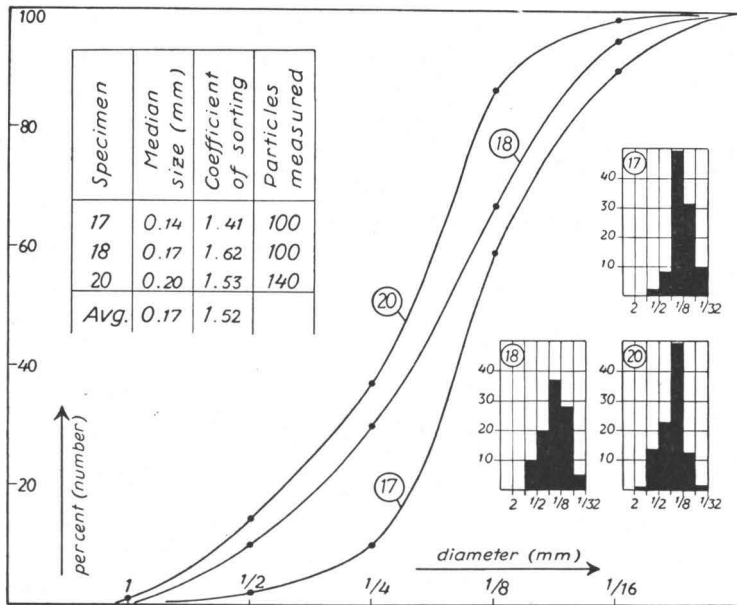 100
80
60
40
20
percent (number)
Specimen
Median size (mm)
Coefficient of sorting
Particles measured
17 0.14 1.41 100
18 0.17 1.62 100
20 0.20 1.53 140
Avg. 0.17 1.52
20
18
17
17
40
30
20
10
2 1/2 1/8 1/32
18
40
30
20
10
2 1/2 1/8 1/32
20
40
30
20
10
2 1/2 1/8 1/32
diameter (mm)
1 1/2 1/4 1/8 1/16